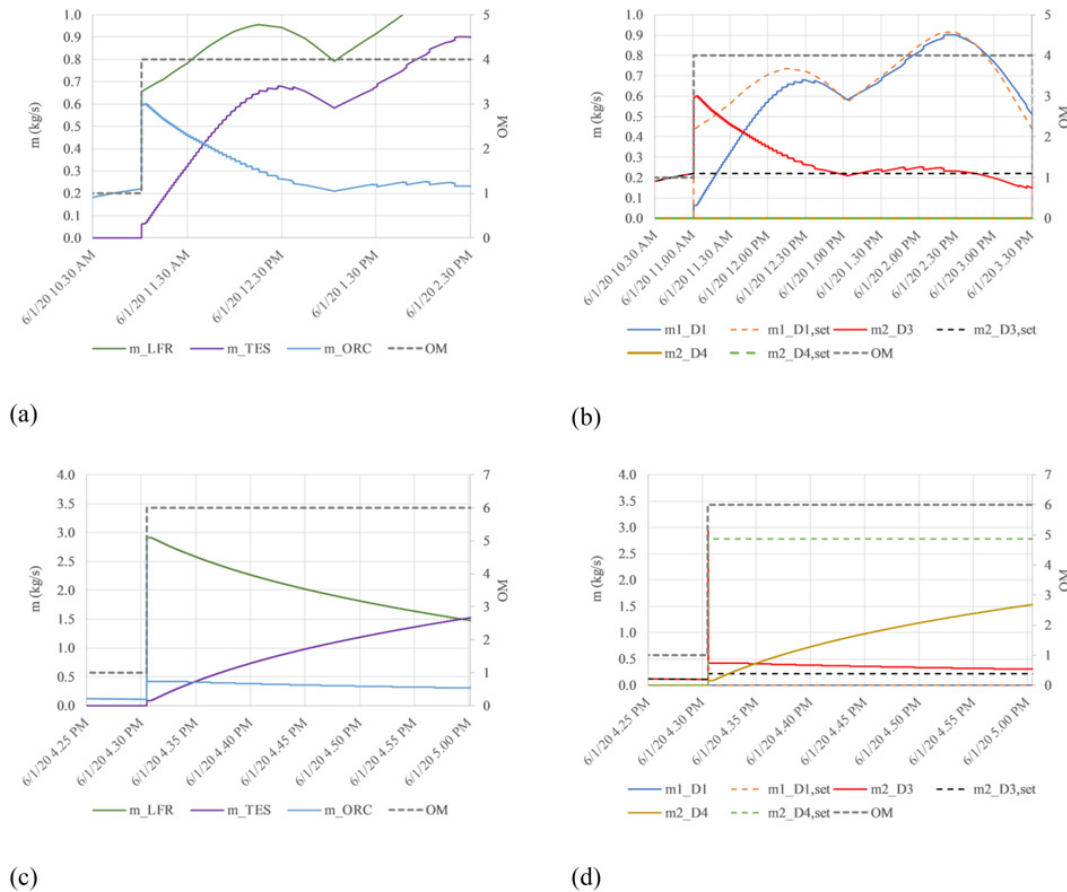 1.0
0.9
0.8
0.7
0.6
0.5
0.4
0.3
0.2
0.1
0.0
m (kg/s)
5
4
3
2
1
0
OM
6/1/20 10.30 AM
6/1/20 11.30 AM
6/1/20 12.30 PM
6/1/20 1.30 PM
6/1/20 2.30 PM
m_LFR m_TES m_ORC OM
(a)
1.0
0.9
0.8
0.7
0.6
0.5
0.4
0.3
0.2
0.1
0.0
m (kg/s)
5
4
3
2
1
0
OM
6/1/20 10.30 AM
6/1/20 11.00 AM
6/1/20 11.30 AM
6/1/20 12.00 PM
6/1/20 12.30 PM
6/1/20 1.00 PM
6/1/20 1.30 PM
6/1/20 2.00 PM
6/1/20 2.30 PM
6/1/20 3.00 PM
6/1/20 3.30 PM
m1_D1 m1_D1,set m2_D3 m2_D3,set
m2_D4 m2_D4,set OM
(b)
4.0
3.5
3.0
2.5
2.0
1.5
1.0
0.5
0.0
m (kg/s)
7
6
5
4
3
2
1
0
OM
6/1/20 4.25 PM
6/1/20 4.30 PM
6/1/20 4.35 PM
6/1/20 4.40 PM
6/1/20 4.45 PM
6/1/20 4.50 PM
6/1/20 4.55 PM
6/1/20 5.00 PM
m_LFR m_TES m_ORC OM
(c)
4.0
3.5
3.0
2.5
2.0
1.5
1.0
0.5
0.0
m (kg/s)
7
6
5
4
3
2
1
0
OM
6/1/20 4.25 PM
6/1/20 4.30 PM
6/1/20 4.35 PM
6/1/20 4.40 PM
6/1/20 4.45 PM
6/1/20 4.50 PM
6/1/20 4.55 PM
6/1/20 5.00 PM
m1_D1 m1_D1,set m2_D3 m2_D3,set
m2_D4 m2_D4,set OM
(d)